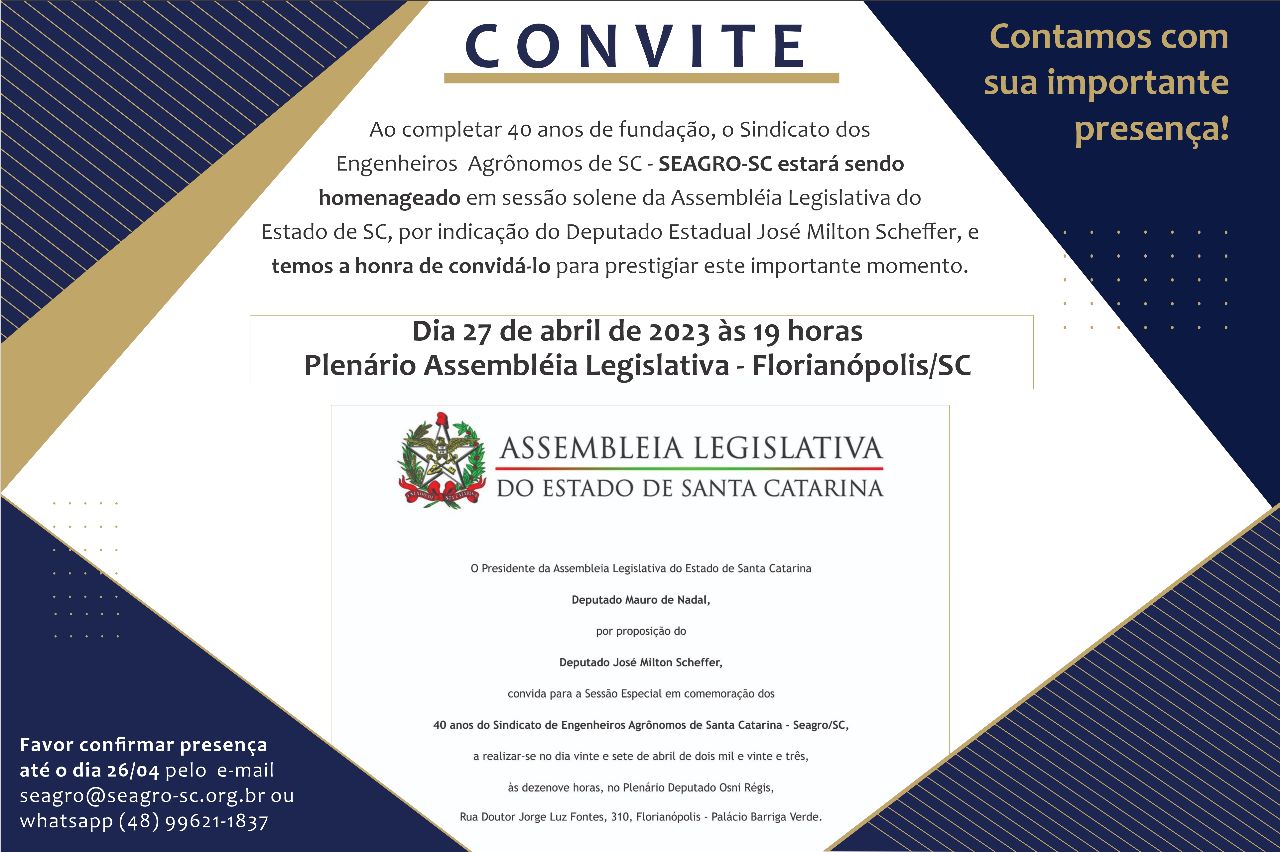 CONVITE
Contamos com
sua importante
presença!
Ao completar 40 anos de fundação, o Sindicato dos
Engenheiros Agrônomos de SC - SEAGRO-SC estará sendo
homenageado em sessão solene da Assembléia Legislativa do
Estado de SC, por indicação do Deputado Estadual José Milton Scheffer, e
temos a honra de convidá-lo para prestigiar este importante momento.
Dia 27 de abril de 2023 às 19 horas
Plenário Assembléia Legislativa - Florianópolis/SC
ASSEMBLEIA LEGISLATIVA
DO ESTADO DE SANTA CATARINA
O Presidente da Assembleia Legislativa do Estado de Santa Catarina
Deputado Mauro de Nadal,
por proposição do
Deputado José Milton Scheffer,
convida para a Sessão Especial em comemoração dos
40 anos do Sindicato de Engenheiros Agrônomos de Santa Catarina - Seagro/SC,
a realizar-se no dia vinte e sete de abril de dois mil e vinte e três,
às dezenove horas, no Plenário Deputado Osni Régis,
Rua Doutor Jorge Luz Fontes, 310, Florianópolis - Palácio Barriga Verde.
Favor confirmar presença
até o dia 26/04 pelo e-mail
seagro@seagro-sc.org.br ou
whatsapp (48) 99621-1837